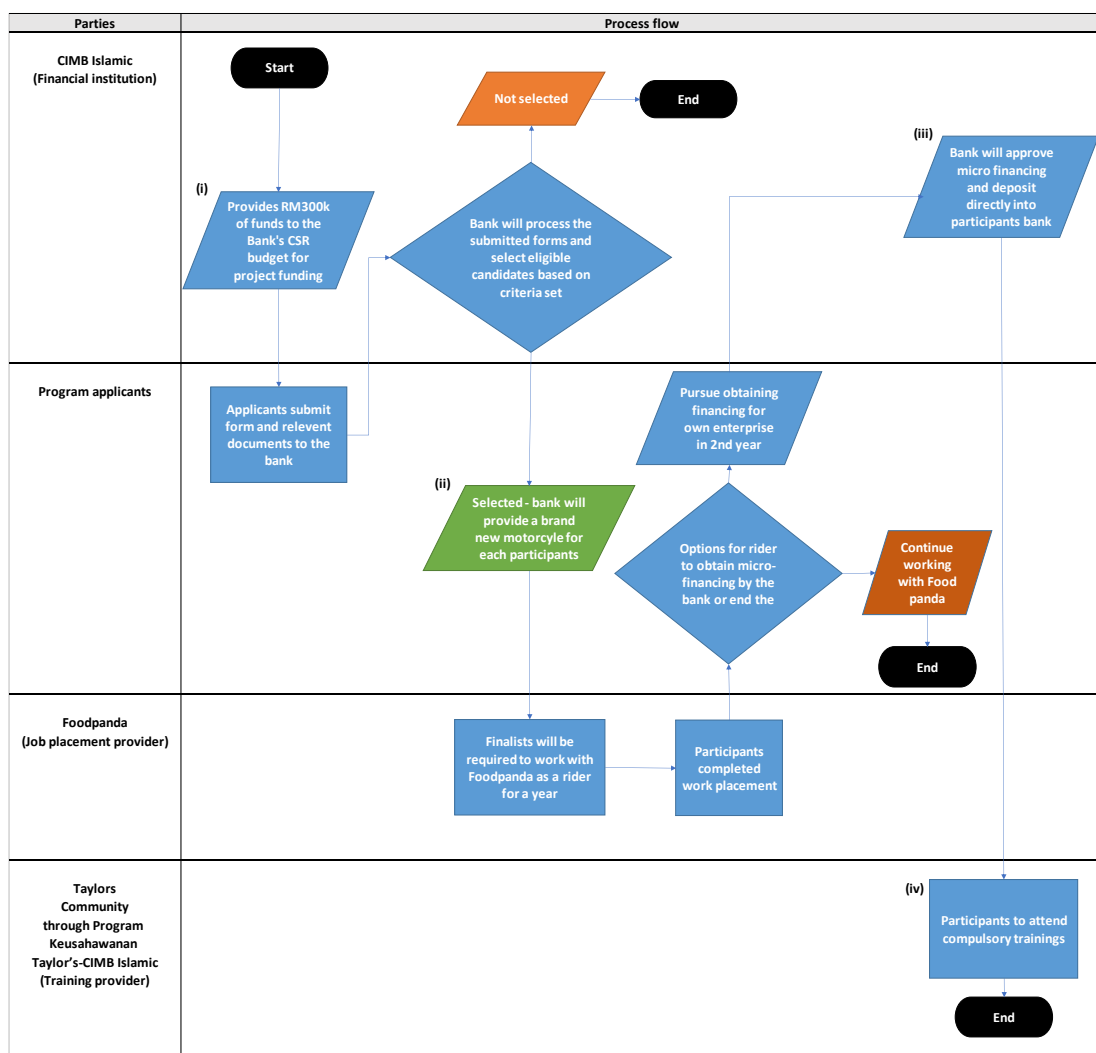 Parties
Process flow
CIMB Islamic
(Financial institution)
Start
Not selected
End
(i)
Provides RM300k
of funds to the
Bank's CSR
budget for
project funding
Bank will process the
submitted forms and
select eligible
candidates based on
criteria set
(iii)
Bank will approve
micro financing
and deposit
directly into
participants bank
Program applicants
Applicants submit
form and relevent
documents to the
bank
Pursue obtaining
financing for
own enterprise
in 2nd year
(ii)
Selected - bank will
provide a brand
new motorcyle for
each participants
Options for rider
to obtain micro-
financing by the
bank or end the
Continue
working
with Food
panda
End
Foodpanda
(Job placement provider)
Finalists will be
required to work with
Foodpanda as a rider
for a year
Participants
completed
work placement
Taylors
Community
through Program
Keusahawanan
Taylor's-CIMB Islamic
(Training provider)
(iv)
Participants to attend
compulsory trainings
End